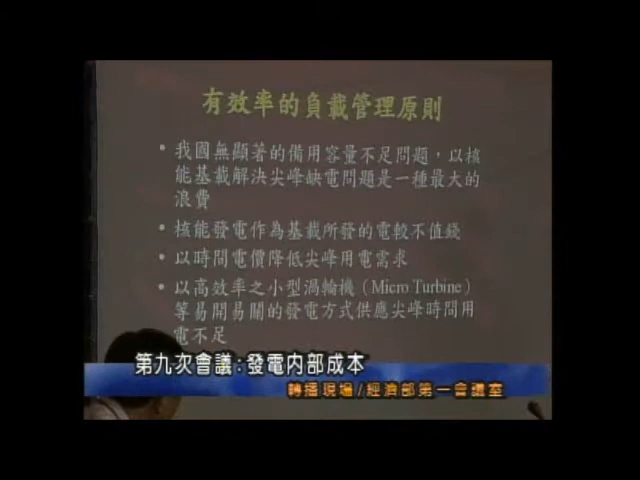 有效率的負載管理原則
• 我國無顯著的備用容量不足問題，以核
能基載解決尖峰缺電問題是一種最大的
浪費
• 核能發電作為基載所發的電較不值錢
• 以時間電價降低尖峰用電需求
• 以高效率之小型渦輪機（Micro Turbine）
等易開易關的發電方式供應尖峰時間用
電不足
第九次會議:發電內部成本
轉播現場/經濟部第一會議室